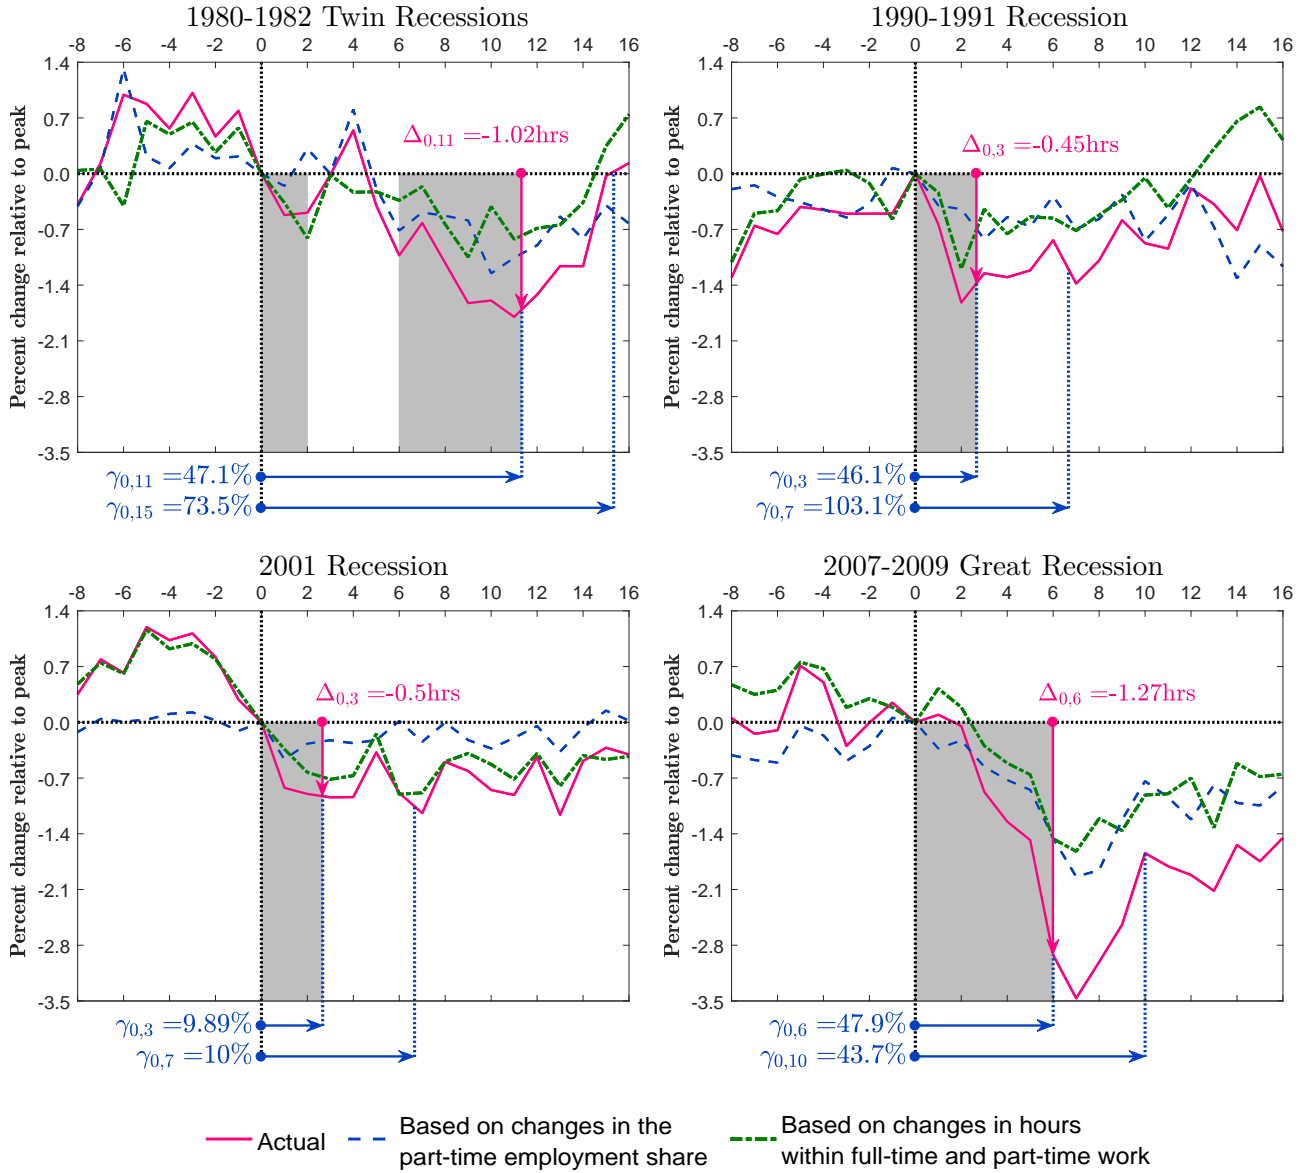 1980-1982 Twin Recessions
-8 -6 -4 -2 0 2 4 6 8 10 12 14 16
1.4
0.7
0.0
-0.7
-1.4
-2.1
-2.8
-3.5
Percent change relative to peak
Δ0,11 =-1.02hrs
γ0,11 =47.1%
γ0,15 =73.5%
1990-1991 Recession
-8 -6 -4 -2 0 2 4 6 8 10 12 14 16
1.4
0.7
0.0
-0.7
-1.4
-2.1
-2.8
-3.5
Percent change relative to peak
Δ0,3 =-0.45hrs
γ0,3 =46.1%
γ0,7 =103.1%
2001 Recession
-8 -6 -4 -2 0 2 4 6 8 10 12 14 16
1.4
0.7
0.0
-0.7
-1.4
-2.1
-2.8
-3.5
Percent change relative to peak
Δ0,3 =-0.5hrs
γ0,3 =9.89%
γ0,7 =10%
2007-2009 Great Recession
-8 -6 -4 -2 0 2 4 6 8 10 12 14 16
1.4
0.7
0.0
-0.7
-1.4
-2.1
-2.8
-3.5
Percent change relative to peak
Δ0,6 =-1.27hrs
γ0,6 =47.9%
γ0,10 =43.7%
Actual
Based on changes in the
part-time employment share
Based on changes in hours
within full-time and part-time work